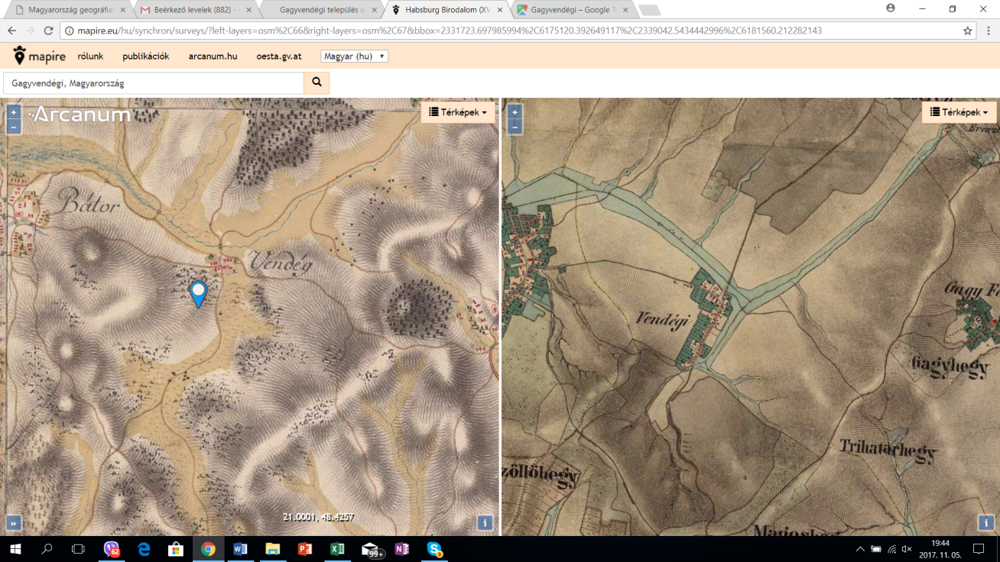 Magyarország geográfia
Beérkező levelek (882) -
Gagyvendégi település
Habsburg Birodalom (XV
Gagyvendégi – Google T
mapire.eu/hu/synchron/surveys/?left-layers=osm%2C66&right-layers=osm%2C67&bbox=2331723.697985994%2C6175120.392649117%2C2339042.5434442996%2C6181560.212282143
mapire rólunk publikációk arcanum.hu oesta.gv.at Magyar (hu)
Gagyvendégi, Magyarország
Arcanum
Térképek
Bátor
Vendég
21.0001, 48.4257
Térképek
Vendégi
Gagy
Gagyhegy
Trihatárhegy
zöllőhegy
62
99+
19:44
2017. 11. 05.